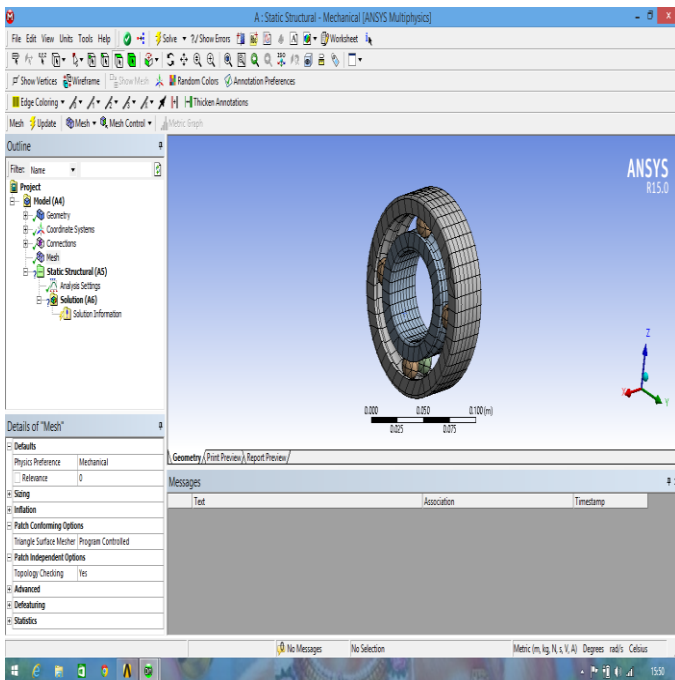 A : Static Structural - Mechanical [ANSYS Multiphysics]
File Edit View Units Tools Help Solve ?/ Show Errors Worksheet
Show Vertices Wireframe Show Mesh Random Colors Annotation Preferences
Edge Coloring Thicken Annotations
Mesh Update Mesh Mesh Control Metric Graph
Outline
Filter: Name
Project
Model (A4)
Geometry
Coordinate Systems
Connections
Mesh
Static Structural (A5)
Analysis Settings
Solution (A6)
Solution Information
ANSYS
R15.0
Z
X
Y
0.000 0.050 0.100 (m)
0.025 0.075
Details of "Mesh"
Defaults
Physics Preference Mechanical
Relevance 0
Sizing
Inflation
Patch Conforming Options
Triangle Surface Mesher Program Controlled
Patch Independent Options
Topology Checking Yes
Advanced
Defeaturing
Statistics
Geometry Print Preview Report Preview
Messages
Text Association Timestamp
No Messages No Selection Metric (m, kg, N, s, V, A) Degrees rad/s Celsius
15:50